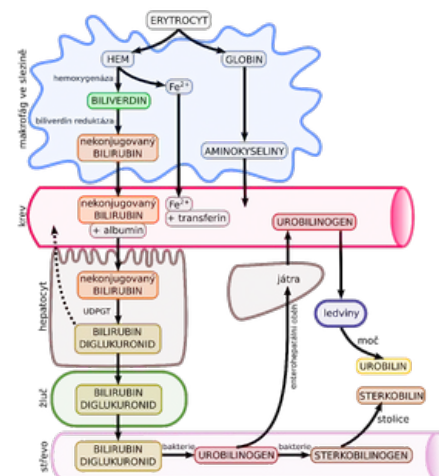 ERYTROCYT
HEM
GLOBIN
hemoxygenáza
Fe²⁺
BILIVERDIN
biliverdin reduktáza
makrofág ve slezině
nekonjugovaný
BILIRUBIN
AMINOKYSELINY
krev
nekonjugovaný
BILIRUBIN
+ albumin
Fe²⁺
+ transferin
UROBILINOGEN
hepatocyt
nekonjugovaný
BILIRUBIN
UDPGT
BILIRUBIN
DIGLUKURONID
játra
enterohepatální oběh
ledviny
moč
UROBILIN
žluč
BILIRUBIN
DIGLUKURONID
STERKOBILIN
stolice
střevo
BILIRUBIN
DIGLUKURONID
bakterie
UROBILINOGEN
bakterie
STERKOBILINOGEN